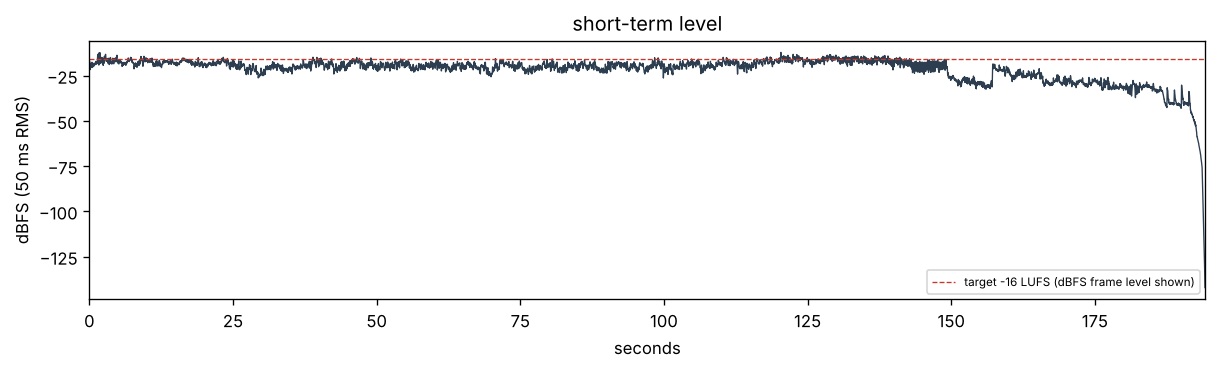 short-term level
dBFS (50 ms RMS)
−25
−50
−75
−100
−125
target -16 LUFS (dBFS frame level shown)
0 25 50 75 100 125 150 175
seconds